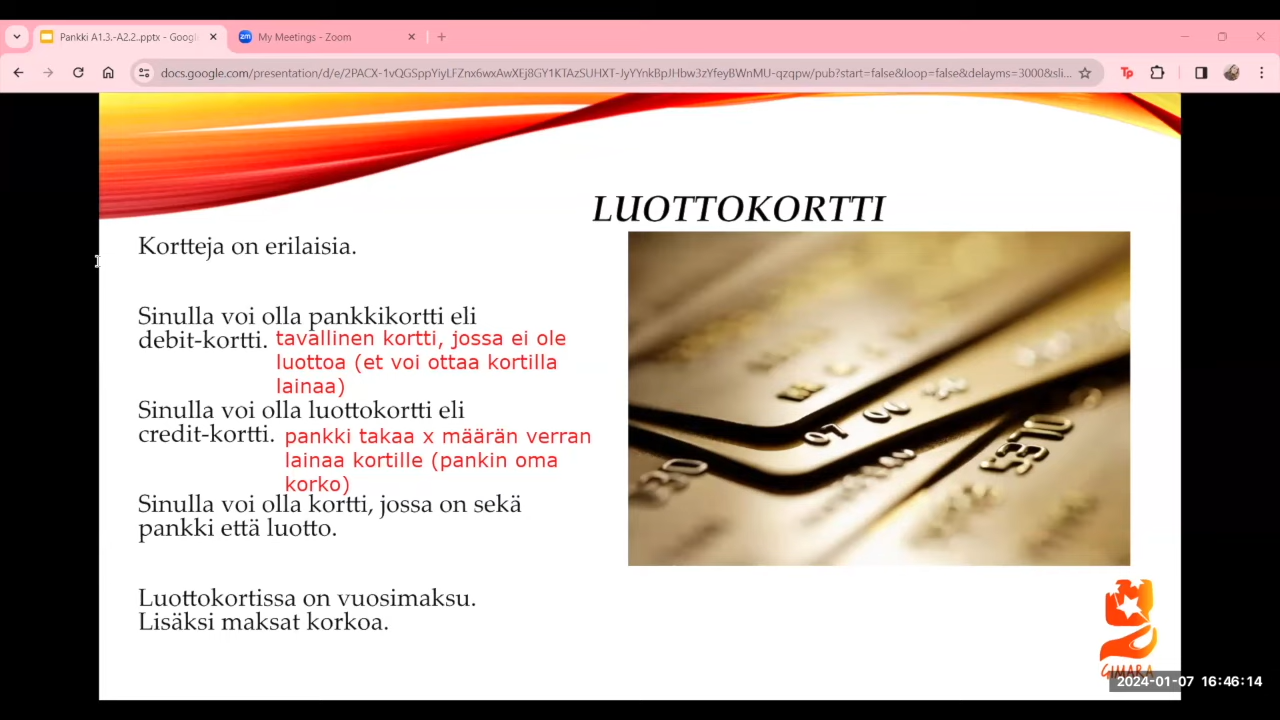 Pankki A1.3.-A2.2..pptx - Goog
My Meetings - Zoom
docs.google.com/presentation/d/e/2PACX-1vQGSppYiyLFZnx6wxAwXEj8GY1KTAzSUHXT-JyYYnkBpJHbw3zYfeyBWnMU-qzqpw/pub?start=false&loop=false&delayms=3000&sli...
LUOTTOKORTTI
Kortteja on erilaisia.
Sinulla voi olla pankkikortti eli
debit-kortti. tavallinen kortti, jossa ei ole
luottoa (et voi ottaa kortilla
lainaa)
Sinulla voi olla luottokortti eli
credit-kortti. pankki takaa x määrän verran
lainaa kortille (pankin oma
korko)
Sinulla voi olla kortti, jossa on sekä
pankki että luotto.
Luottokortissa on vuosimaksu.
Lisäksi maksat korkoa.
07
5310
30
GIMARA
2024-01-07 16:46:14